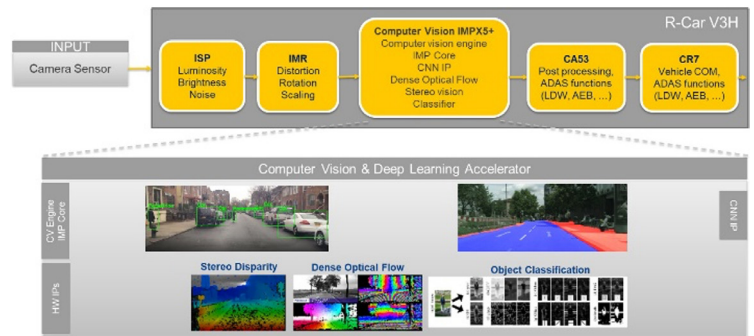 R-Car V3H
INPUT
Camera Sensor
ISP
Luminosity
Brightness
Noise
IMR
Distortion
Rotation
Scaling
Computer Vision IMPX5+
Computer vision engine
IMP Core
CNN IP
Dense Optical Flow
Stereo vision
Classifier
CA53
Post processing,
ADAS functions
(LDW, AEB, ...)
CR7
Vehicle COM,
ADAS functions
(LDW, AEB, ...)
Computer Vision & Deep Learning Accelerator
CV Engine
IMP Core
CNN IP
HW IPs
Stereo Disparity
Dense Optical Flow
Object Classification